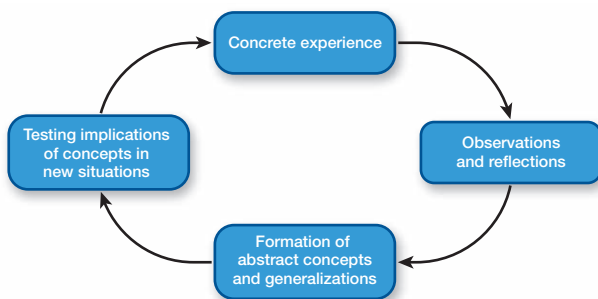 Concrete experience
Observations
and reflections
Formation of
abstract concepts
and generalizations
Testing implications
of concepts in
new situations